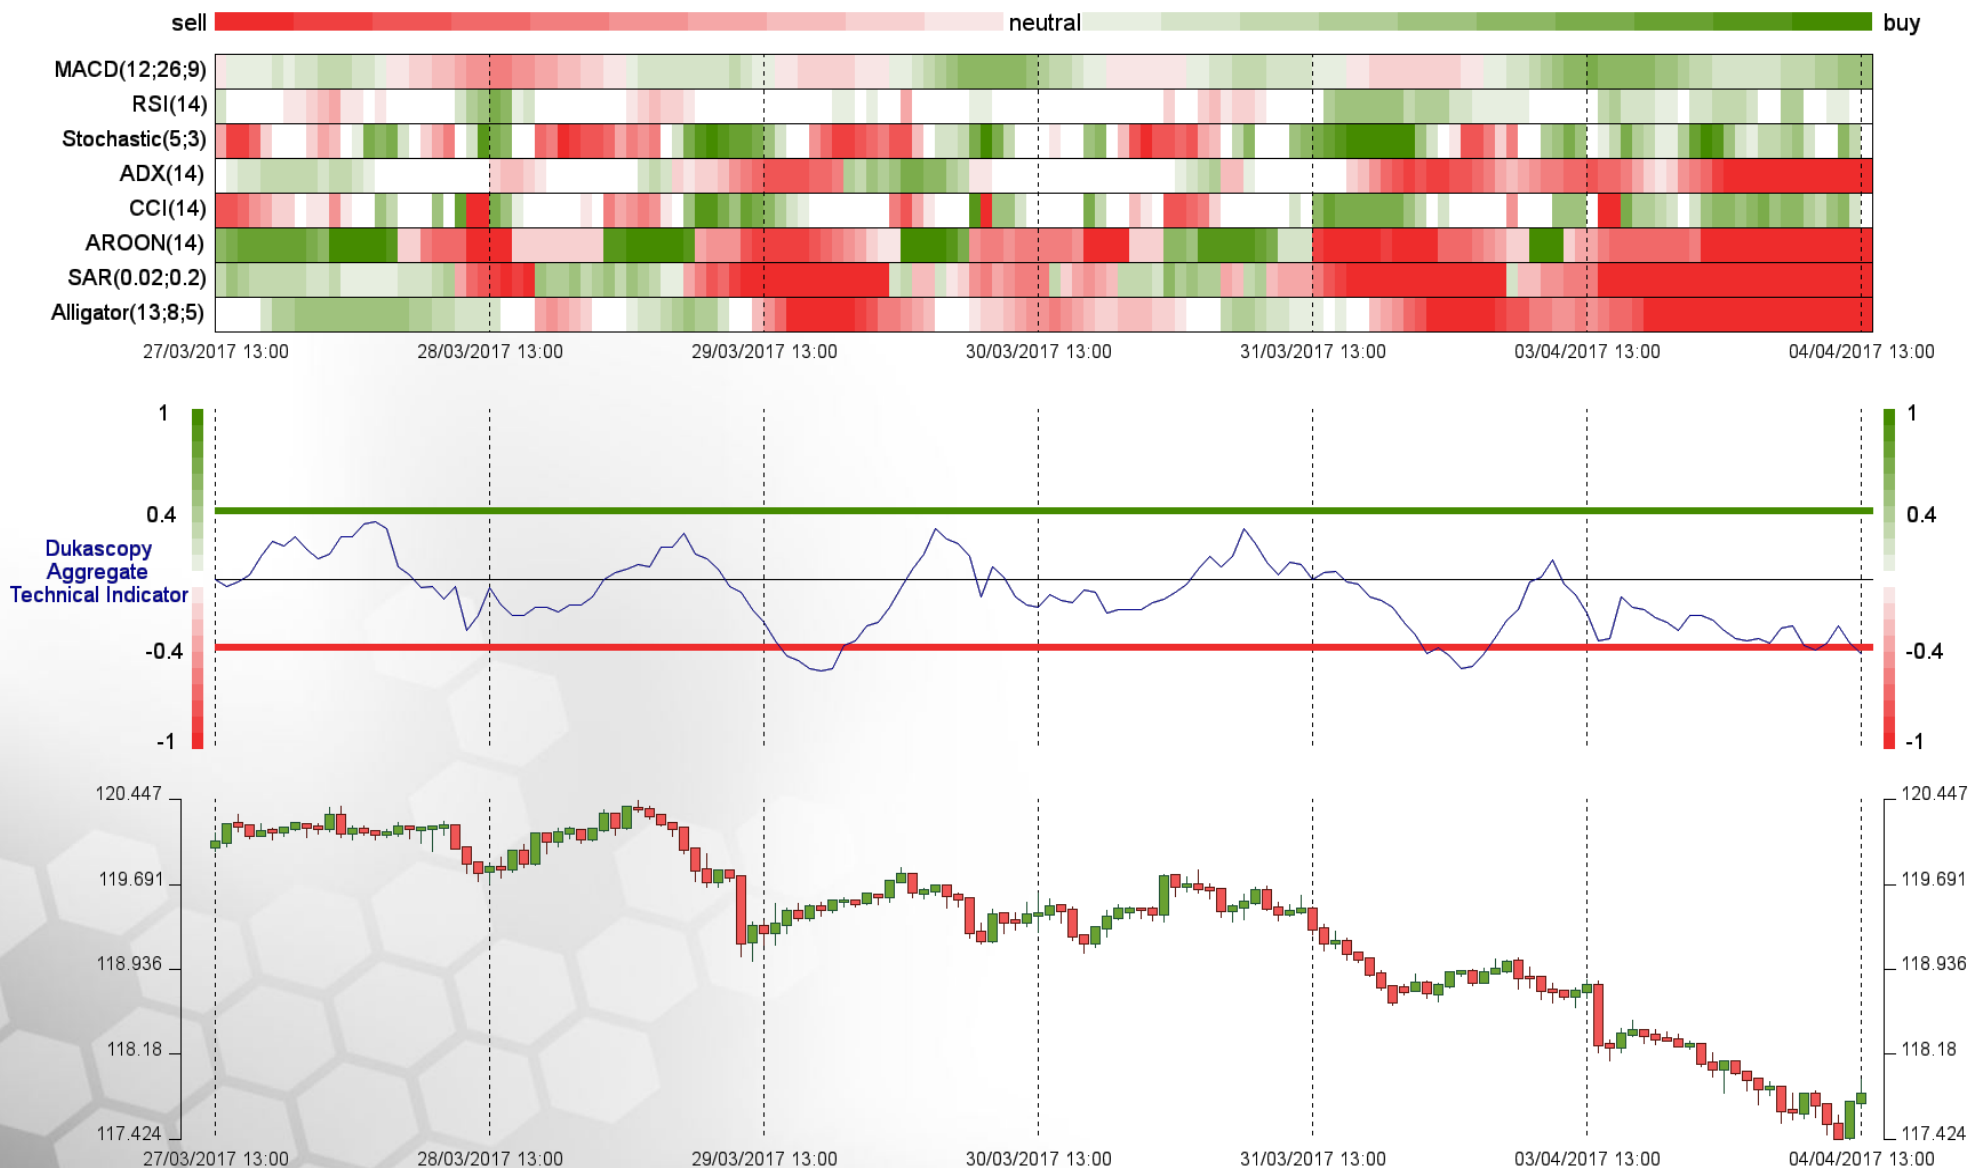 sell neutral buy
MACD(12;26;9)
RSI(14)
Stochastic(5;3)
ADX(14)
CCI(14)
AROON(14)
SAR(0.02;0.2)
Alligator(13;8;5)
27/03/2017 13:00 28/03/2017 13:00 29/03/2017 13:00 30/03/2017 13:00 31/03/2017 13:00 03/04/2017 13:00 04/04/2017 13:00
1 1
0.4 0.4
Dukascopy
Aggregate
Technical Indicator
-0.4 -0.4
-1 -1
120.447 120.447
119.691 119.691
118.936 118.936
118.18 118.18
117.424 117.424
27/03/2017 13:00 28/03/2017 13:00 29/03/2017 13:00 30/03/2017 13:00 31/03/2017 13:00 03/04/2017 13:00 04/04/2017 13:00